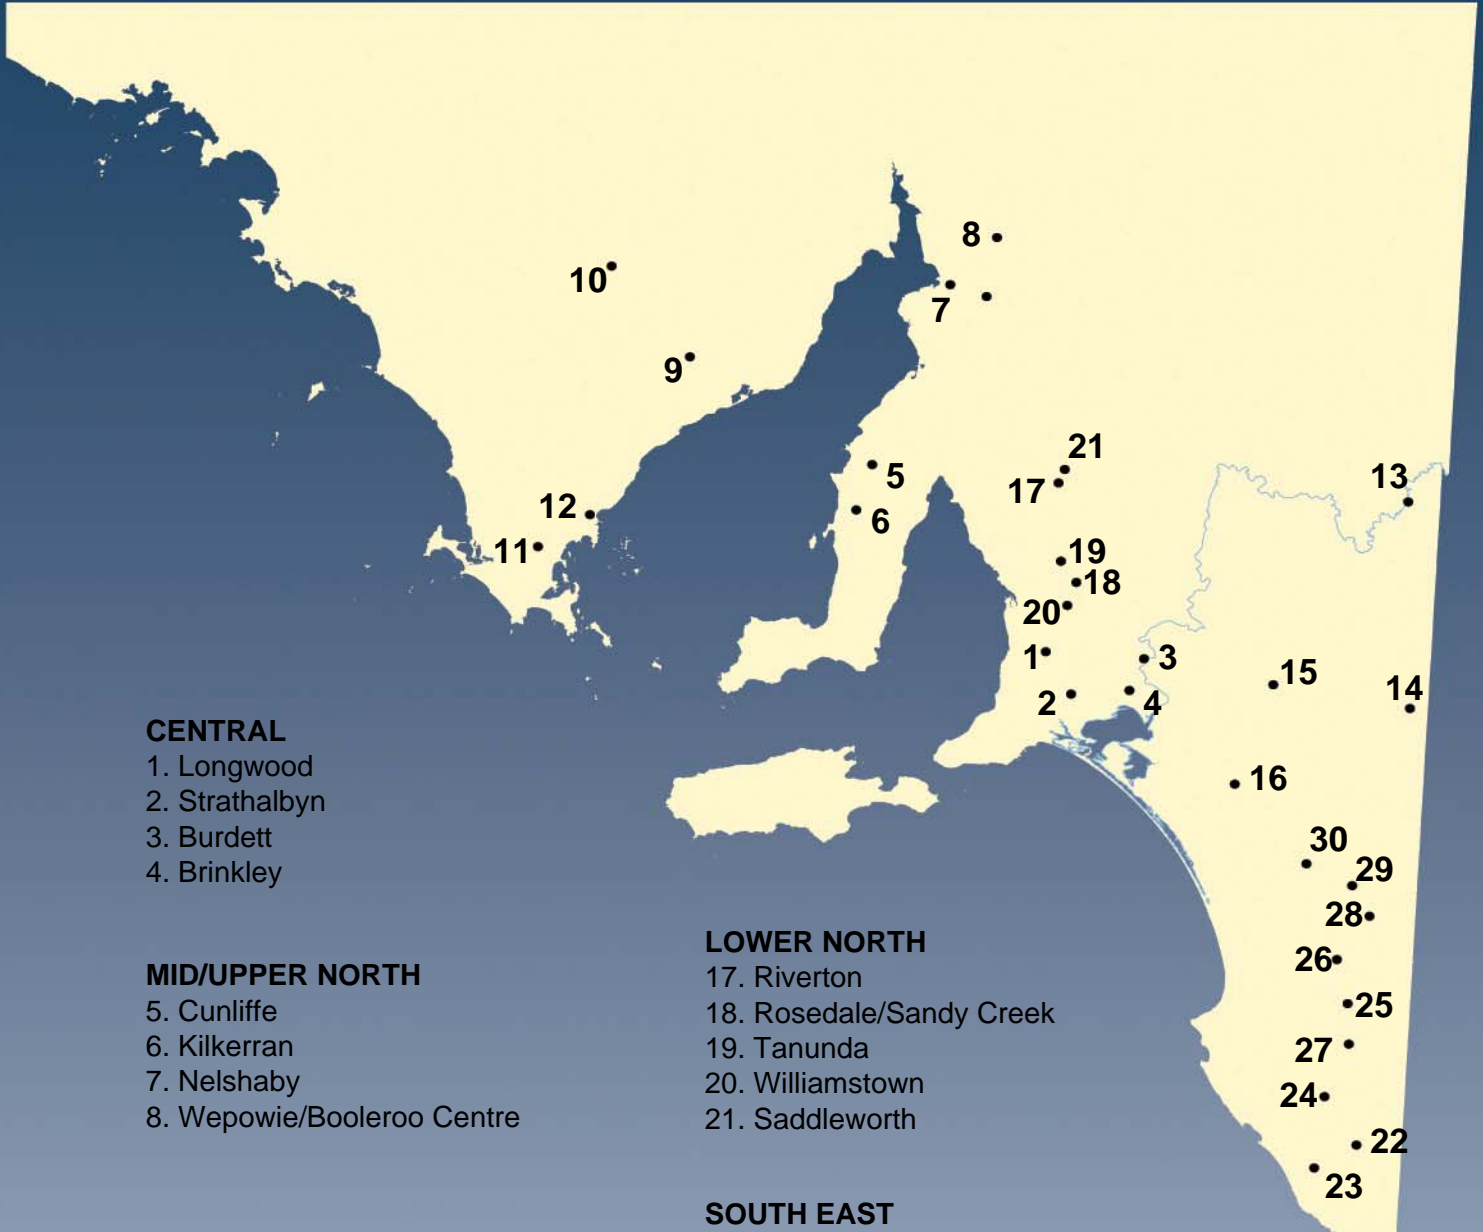 8
10
7
9
21
5
17
13
12
6
11
19
18
20
1
3
15
2
4
14
16
30
29
28
26
25
27
24
22
23
CENTRAL
1. Longwood
2. Strathalbyn
3. Burdett
4. Brinkley
MID/UPPER NORTH
5. Cunliffe
6. Kilkerran
7. Nelshaby
8. Wepowie/Booleroo Centre
LOWER NORTH
17. Riverton
18. Rosedale/Sandy Creek
19. Tanunda
20. Williamstown
21. Saddleworth
SOUTH EAST